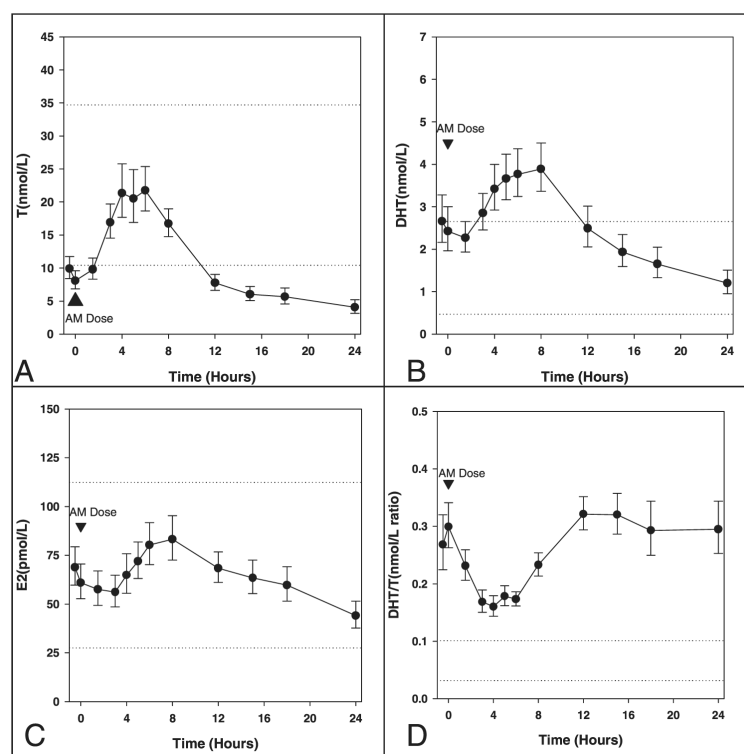 45
40
35
30
25
20
15
10
5
0
T(nmol/L)
AM Dose
0 4 8 12 16 20 24
Time (Hours)
A
7
6
5
4
3
2
1
0
DHT(nmol/L)
AM Dose
0 4 8 12 16 20 24
Time (Hours)
B
150
125
100
75
50
25
0
E2(pmol/L)
AM Dose
0 4 8 12 16 20 24
Time (Hours)
C
0.5
0.4
0.3
0.2
0.1
0.0
DHT/T(nmol/L ratio)
AM Dose
0 4 8 12 16 20 24
Time (Hours)
D